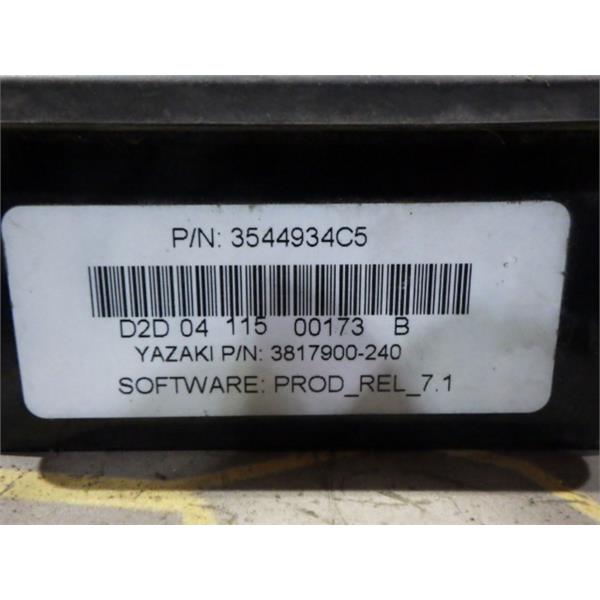 P/N: 3544934C5
D2D 04 115 00173 B
YAZAKI P/N: 3817900-240
SOFTWARE: PROD_REL_7.1